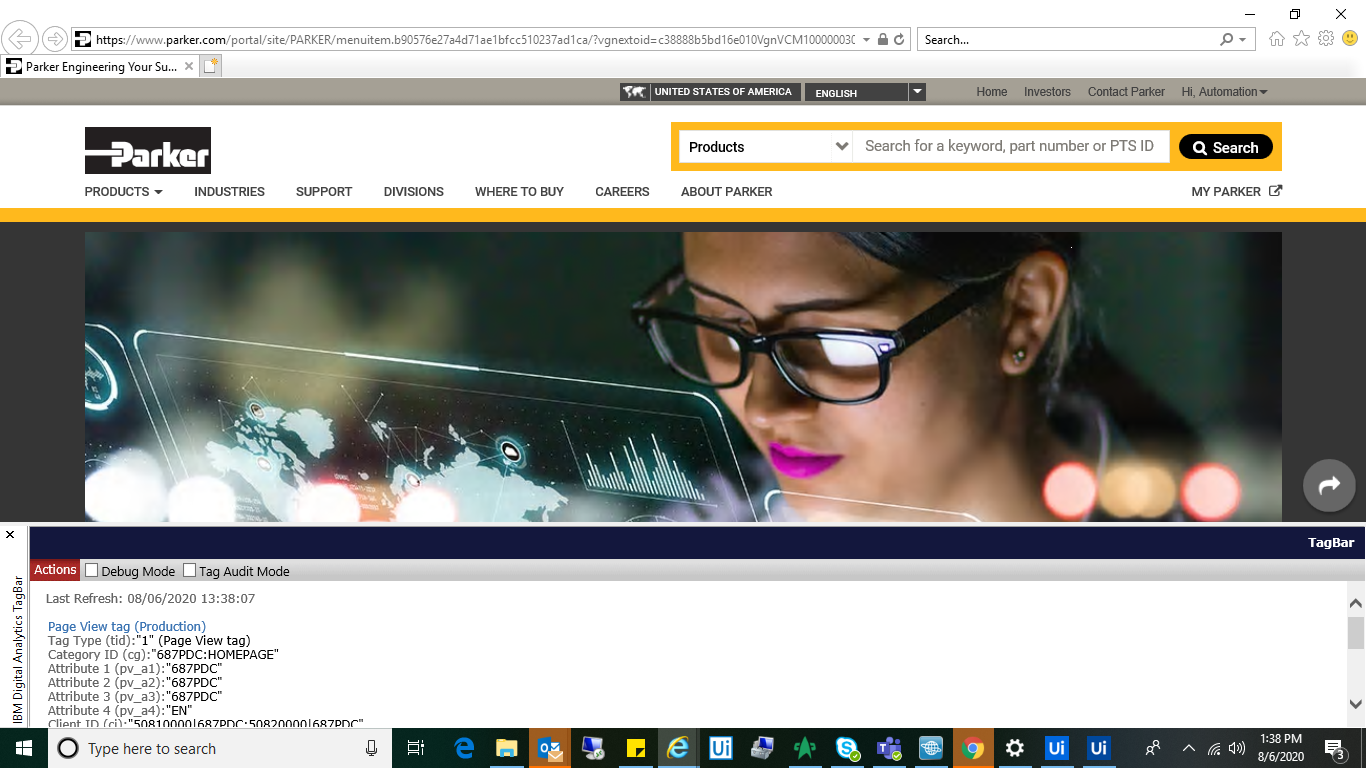 https://www.parker.com/portal/site/PARKER/menuitem.b90576e27a4d71ae1bfcc510237ad1ca/?vgnextoid=c38888b5bd16e010VgnVCM10000003
Search...
Parker Engineering Your Su...
UNITED STATES OF AMERICA
ENGLISH
Home Investors Contact Parker Hi, Automation
Parker
Products
Search for a keyword, part number or PTS ID
Search
PRODUCTS INDUSTRIES SUPPORT DIVISIONS WHERE TO BUY CAREERS ABOUT PARKER MY PARKER
TagBar
IBM Digital Analytics TagBar
Actions Debug Mode Tag Audit Mode
Last Refresh: 08/06/2020 13:38:07
Page View tag (Production)
Tag Type (tid):"1" (Page View tag)
Category ID (cg):"687PDC:HOMEPAGE"
Attribute 1 (pv_a1):"687PDC"
Attribute 2 (pv_a2):"687PDC"
Attribute 3 (pv_a3):"687PDC"
Attribute 4 (pv_a4):"EN"
Client ID (ci):"50810000|687PDC;50820000|687PDC"
Type here to search
Ui
Ui
Ui
1:38 PM
8/6/2020
3